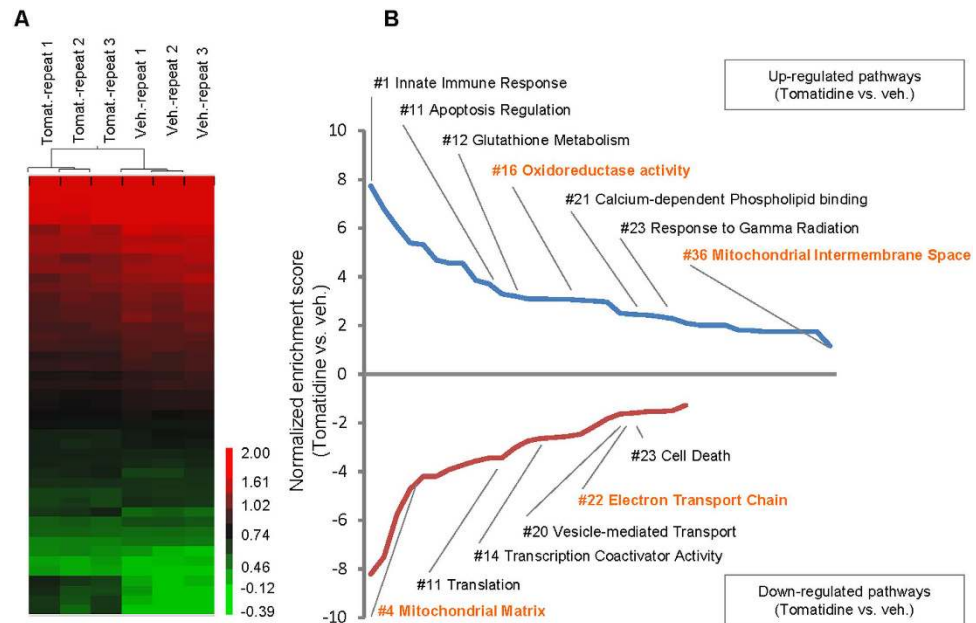 A
Tomat.-repeat 1
Tomat.-repeat 2
Tomat.-repeat 3
Veh.-repeat 1
Veh.-repeat 2
Veh.-repeat 3
2.00
1.61
1.02
0.74
0.46
-0.12
-0.39
B
Up-regulated pathways
(Tomatidine vs. veh.)
#1 Innate Immune Response
#11 Apoptosis Regulation
#12 Glutathione Metabolism
#16 Oxidoreductase activity
#21 Calcium-dependent Phospholipid binding
#23 Response to Gamma Radiation
#36 Mitochondrial Intermembrane Space
Normalized enrichment score
(Tomatidine vs. veh.)
10
8
6
4
2
0
-2
-4
-6
-8
-10
#23 Cell Death
#22 Electron Transport Chain
#20 Vesicle-mediated Transport
#14 Transcription Coactivator Activity
#11 Translation
#4 Mitochondrial Matrix
Down-regulated pathways
(Tomatidine vs. veh.)